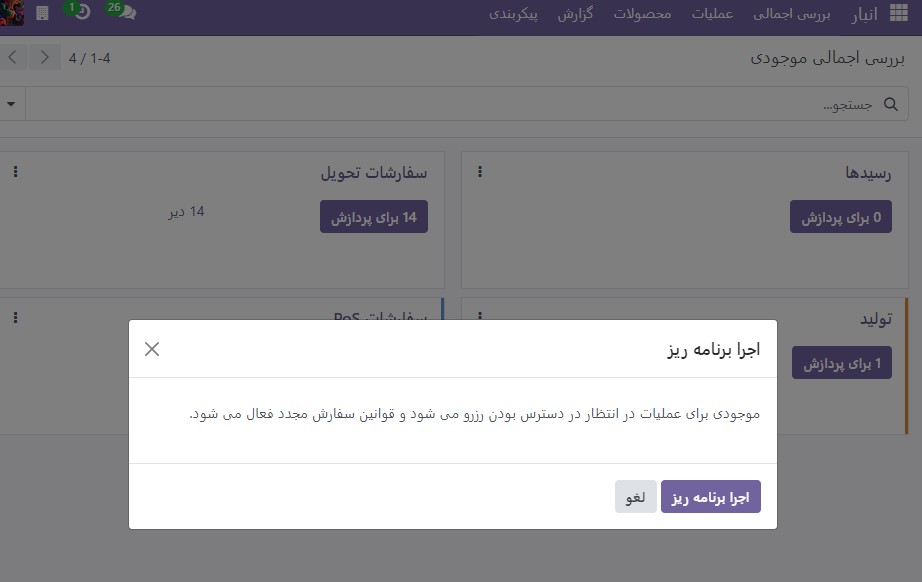 انبار بررسی اجمالی عملیات محصولات گزارش پیکربندی 26 1
بررسی اجمالی موجودی 4 / 1-4
جستجو...
رسیدها
0 برای پردازش
سفارشات تحویل
14 برای پردازش 14 دیر
تولید
1 برای پردازش
سفارشات PoS
اجرا برنامه ریز
موجودی برای عملیات در انتظار در دسترس بودن رزرو می شود و قوانین سفارش مجدد فعال می شود.
اجرا برنامه ریز لغو